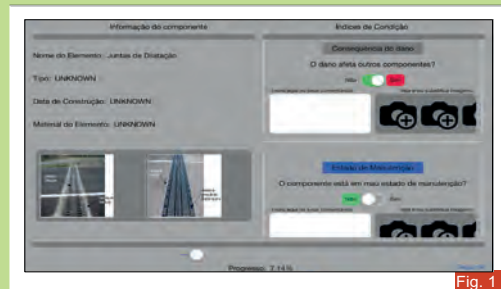 Informação do componente
Nome do Elemento: Juntas de Dilatação
Tipo: UNKNOWN
Data de Construção: UNKNOWN
Material do Elemento: UNKNOWN
Índices de Condição
Consequência do dano
O dano afeta outros componentes?
Não Sim
Estado de Manutenção
O componente está em mau estado de manutenção?
Não Sim
Progresso: 7.14%
Fig. 1